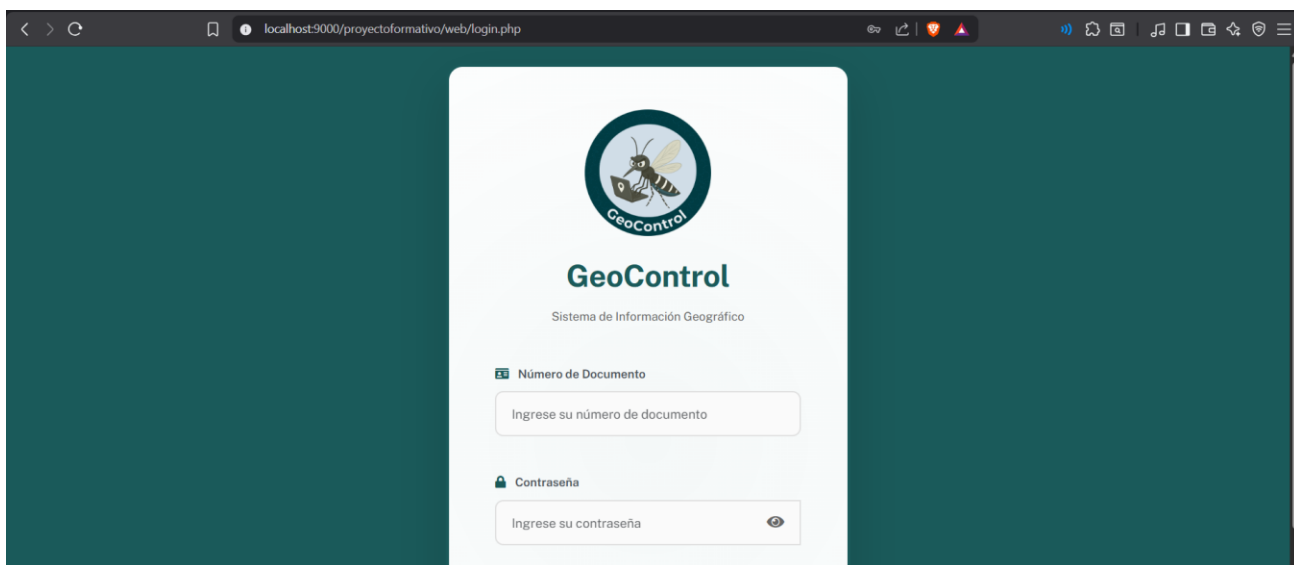 localhost:9000/proyectoformativo/web/login.php
GeoControl
GeoControl
Sistema de Información Geográfico
Número de Documento
Ingrese su número de documento
Contraseña
Ingrese su contraseña